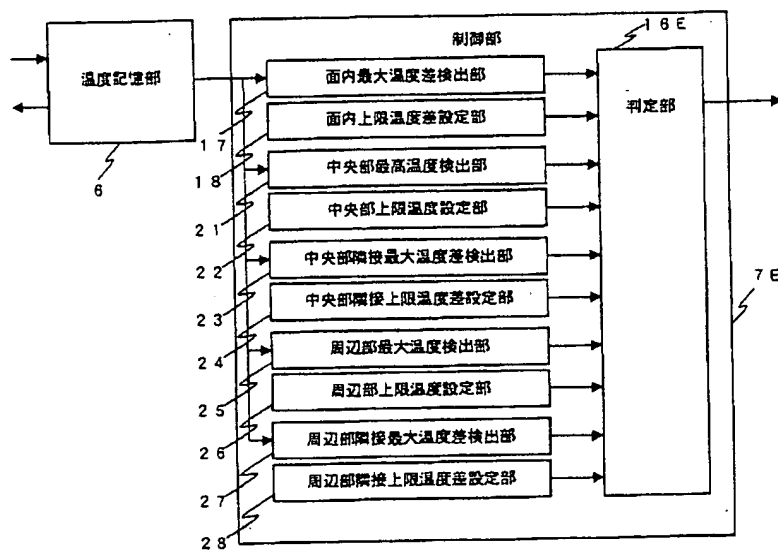 16E
制御部
温度記憶部
面内最大温度差検出部
判定部
17
面内上限温度差設定部
6
18
中央部最高温度検出部
21
中央部上限温度設定部
22
中央部隣接最大温度差検出部
7E
23
中央部隣接上限温度差設定部
24
周辺部最大温度検出部
25
周辺部上限温度設定部
26
周辺部隣接最大温度差検出部
27
周辺部隣接上限温度差設定部
28